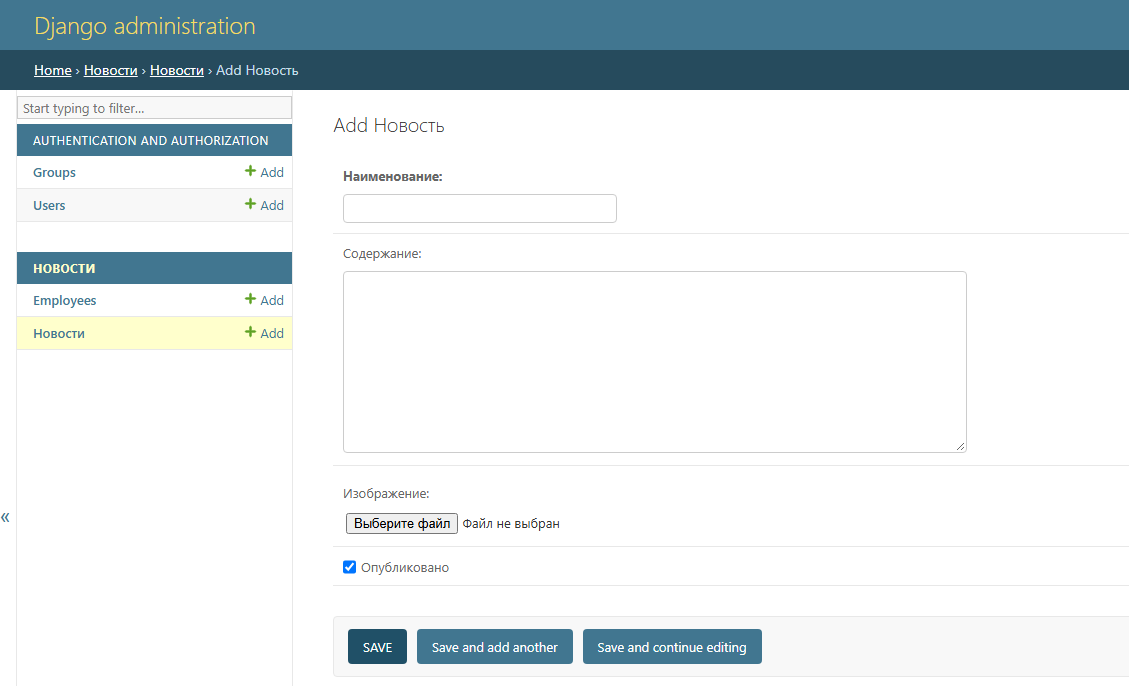 Django administration
Home › Новости › Новости › Add Новость
Start typing to filter...
AUTHENTICATION AND AUTHORIZATION
Groups + Add
Users + Add
НОВОСТИ
Employees + Add
Новости + Add
«
Add Новость
Наименование:
Содержание:
Изображение:
Выберите файл Файл не выбран
Опубликовано
SAVE Save and add another Save and continue editing